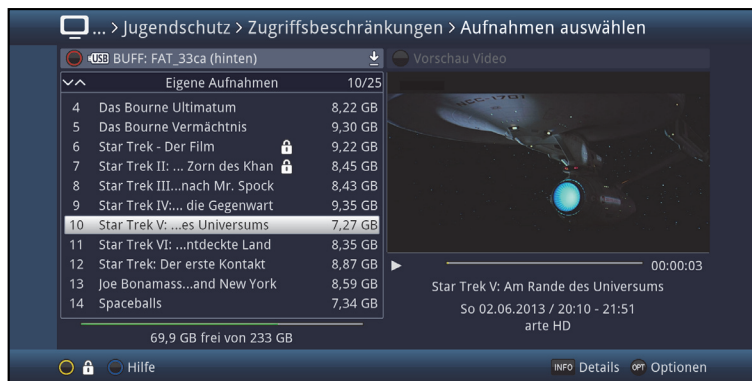 ... > Jugendschutz > Zugriffsbeschränkungen > Aufnahmen auswählen
USB BUFF: FAT_33ca (hinten)
Vorschau Video
Eigene Aufnahmen 10/25
4 Das Bourne Ultimatum 8,22 GB
5 Das Bourne Vermächtnis 9,30 GB
6 Star Trek - Der Film 9,22 GB
7 Star Trek II: ... Zorn des Khan 8,45 GB
8 Star Trek III...nach Mr. Spock 8,43 GB
9 Star Trek IV:... die Gegenwart 9,35 GB
10 Star Trek V: ...es Universums 7,27 GB
11 Star Trek VI: ...ntdeckte Land 8,35 GB
12 Star Trek: Der erste Kontakt 8,87 GB
13 Joe Bonamass...and New York 8,59 GB
14 Spaceballs 7,34 GB
69,9 GB frei von 233 GB
00:00:03
Star Trek V: Am Rande des Universums
So 02.06.2013 / 20:10 - 21:51
arte HD
Hilfe
INFO Details OPT Optionen